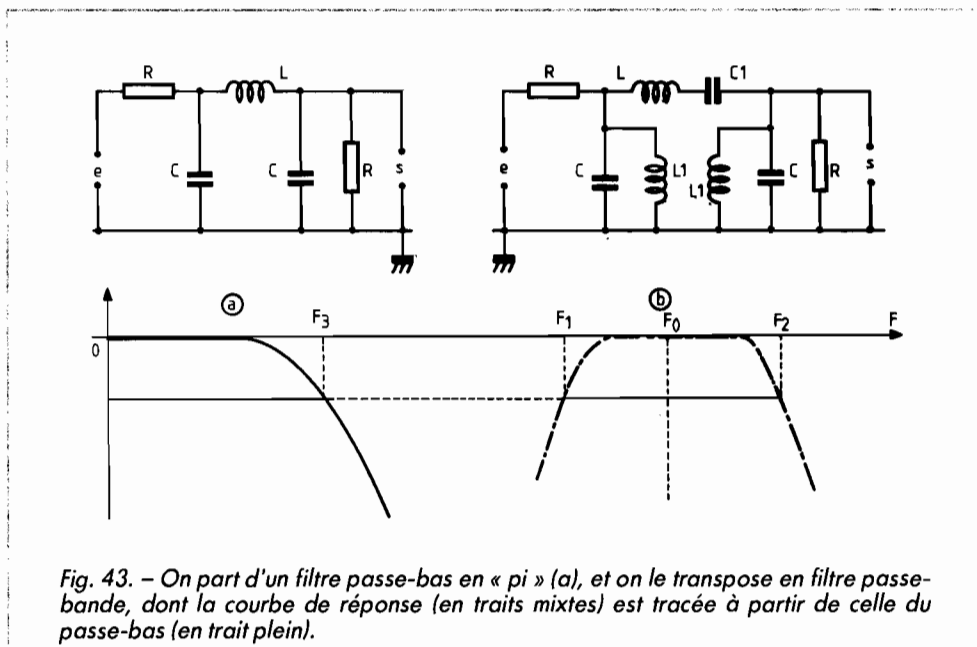 R L
C C R
e s
R L C1
C L1 L1 C R
e s
a b
F3 F1 F0 F2 F
0
Fig. 43. – On part d'un filtre passe-bas en « pi » (a), et on le transpose en filtre passe-
bande, dont la courbe de réponse (en traits mixtes) est tracée à partir de celle du
passe-bas (en trait plein).